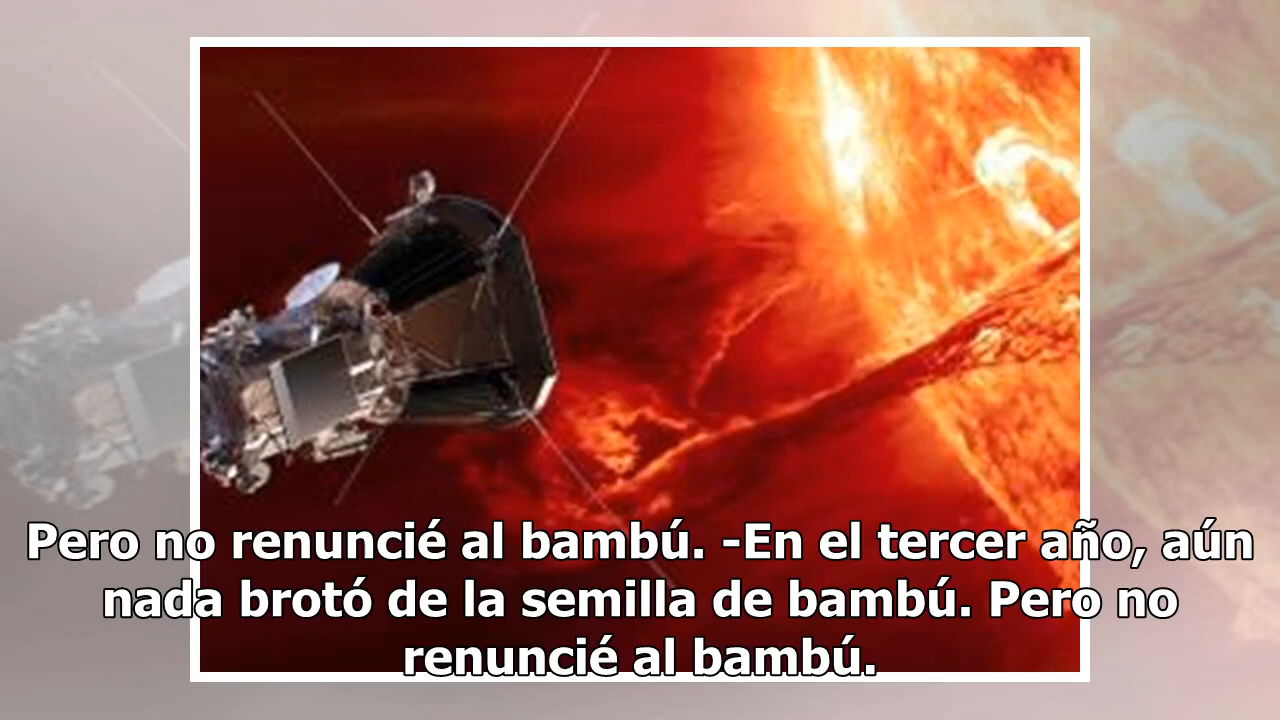 Pero no renuncié al bambú. -En el tercer año, aún
nada brotó de la semilla de bambú. Pero no
renuncié al bambú.